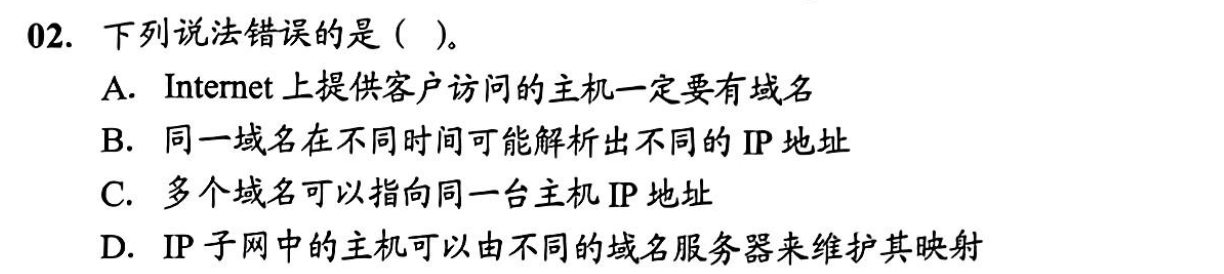 02. 下列说法错误的是（ ）。
A. Internet 上提供客户访问的主机一定要有域名
B. 同一域名在不同时间可能解析出不同的 IP 地址
C. 多个域名可以指向同一台主机 IP 地址
D. IP 子网中的主机可以由不同的域名服务器来维护其映射